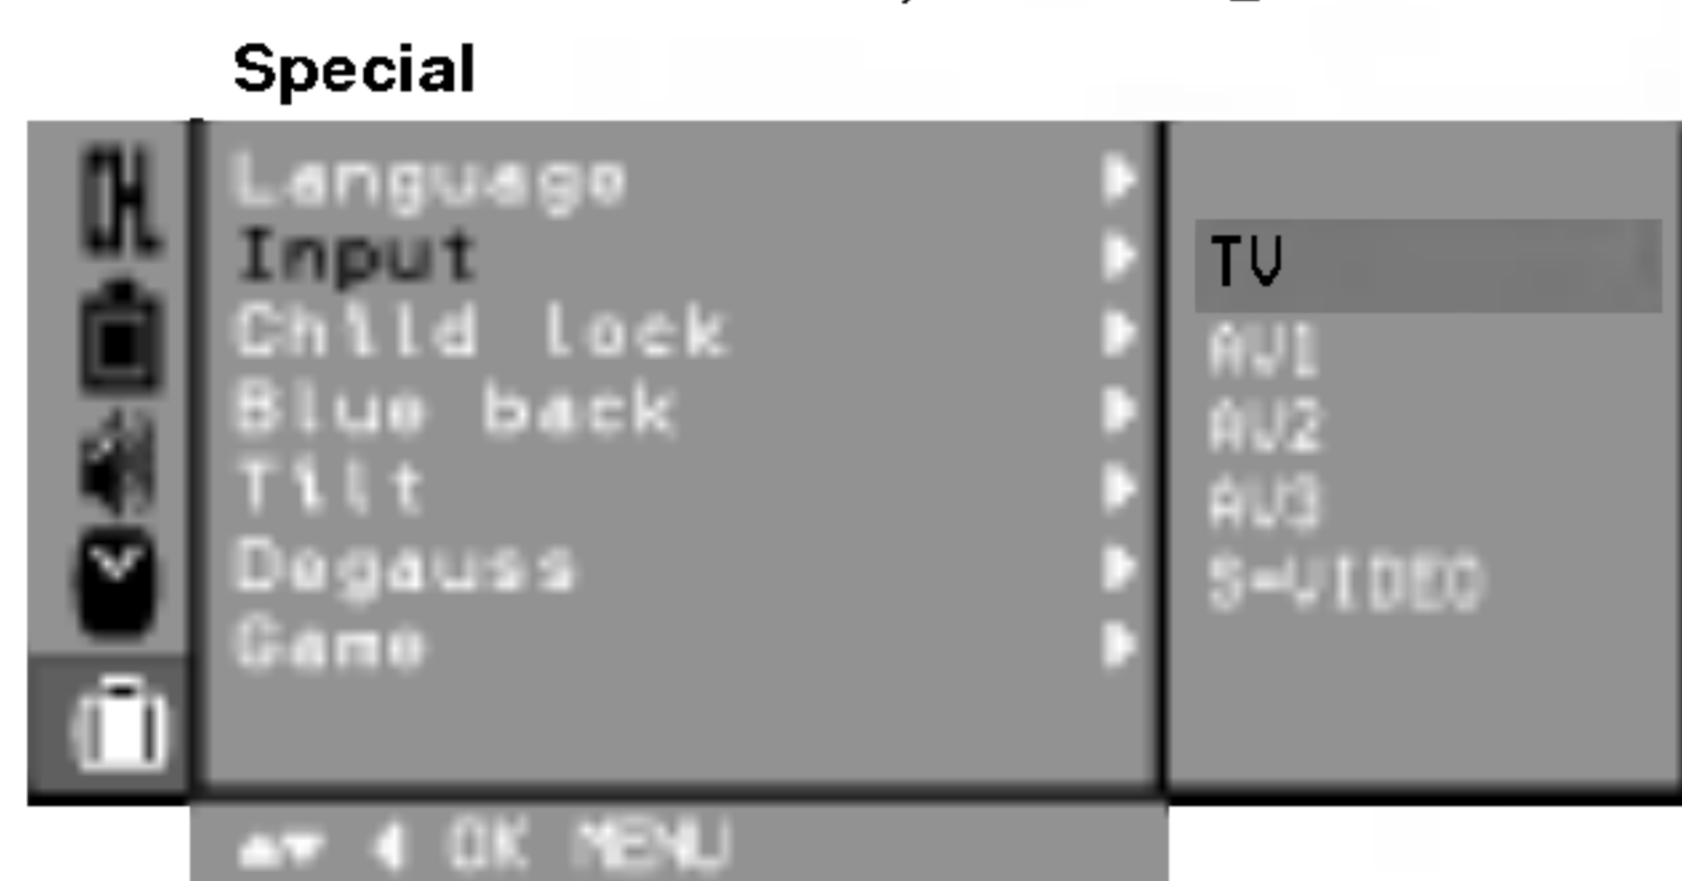 Special
Language
Input
Child lock
Blue back
Tilt
Degauss
Game
TV
AV1
AV2
AV3
S-VIDEO
OK MENU